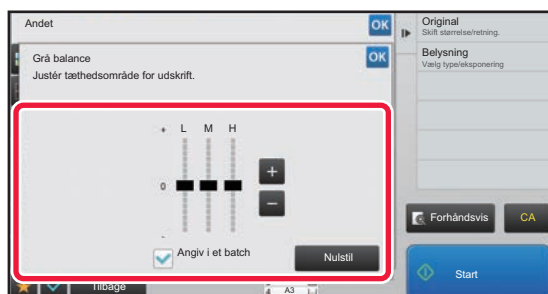 Andet
OK
Grå balance
OK
Justér tæthedsområde for udskrift.
+ L M H
+
0
−
-
Angiv i et batch
Nulstil
Tilbage
A3
4
Original
Skift størrelse/retning.
Belysning
Vælg type/eksponering
Forhåndsvis
CA
Start